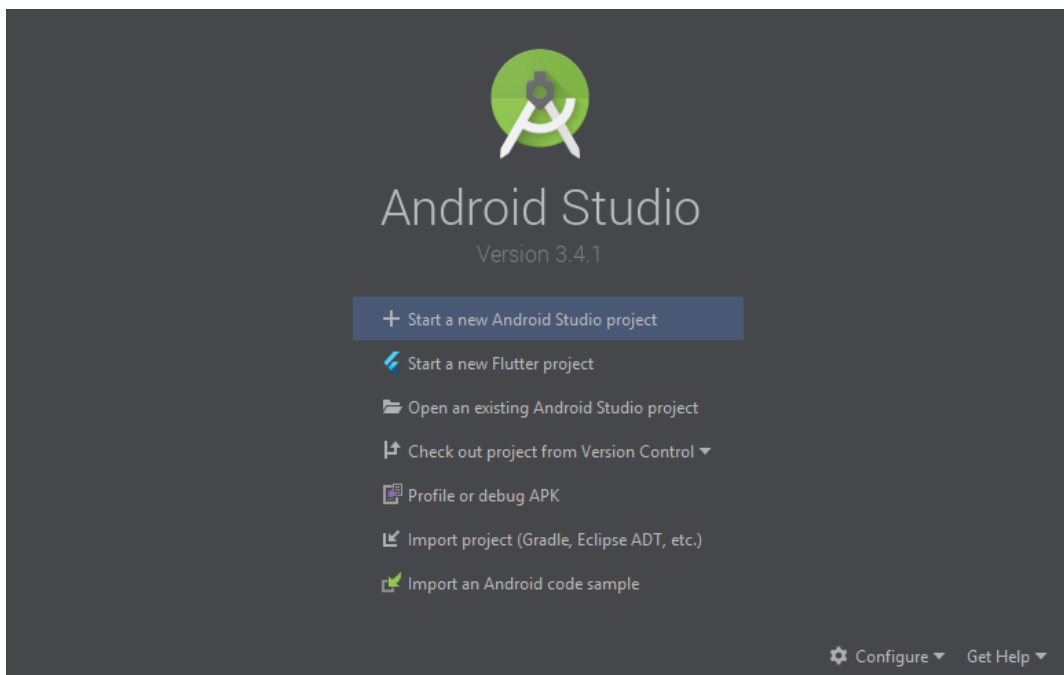 Android Studio
Version 3.4.1
Start a new Android Studio project
Start a new Flutter project
Open an existing Android Studio project
Check out project from Version Control
Profile or debug APK
Import project (Gradle, Eclipse ADT, etc.)
Import an Android code sample
Configure Get Help